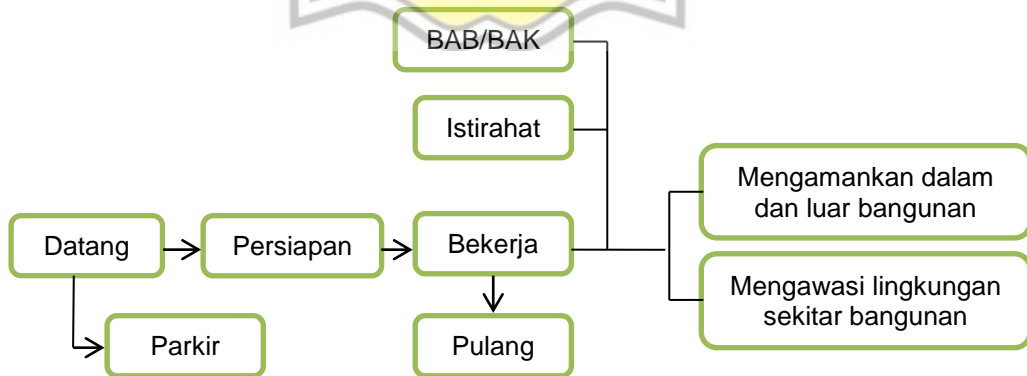 BAB/BAK
Istirahat
Mengamankan dalam
dan luar bangunan
Datang
Persiapan
Bekerja
Mengawasi lingkungan
sekitar bangunan
Parkir
Pulang